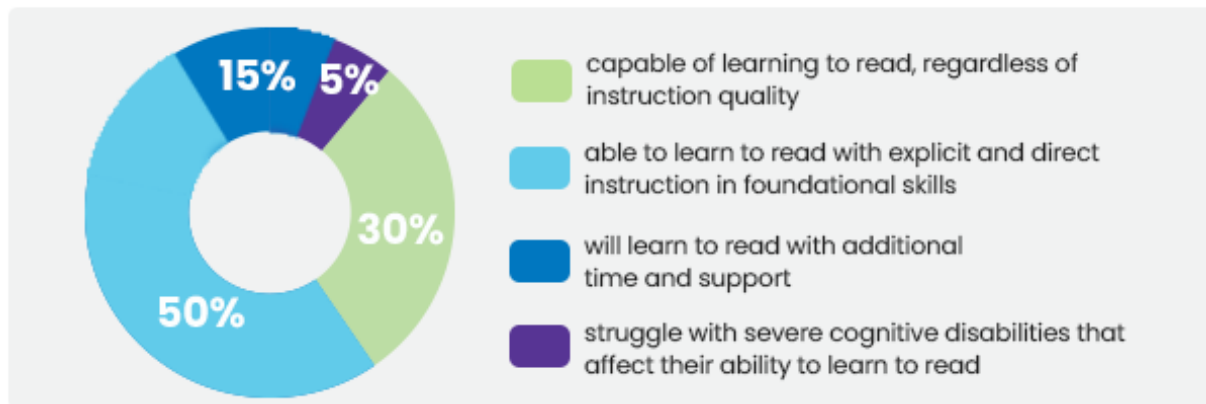 15%
5%
30%
50%
capable of learning to read, regardless of
instruction quality
able to learn to read with explicit and direct
instruction in foundational skills
will learn to read with additional
time and support
struggle with severe cognitive disabilities that
affect their ability to learn to read